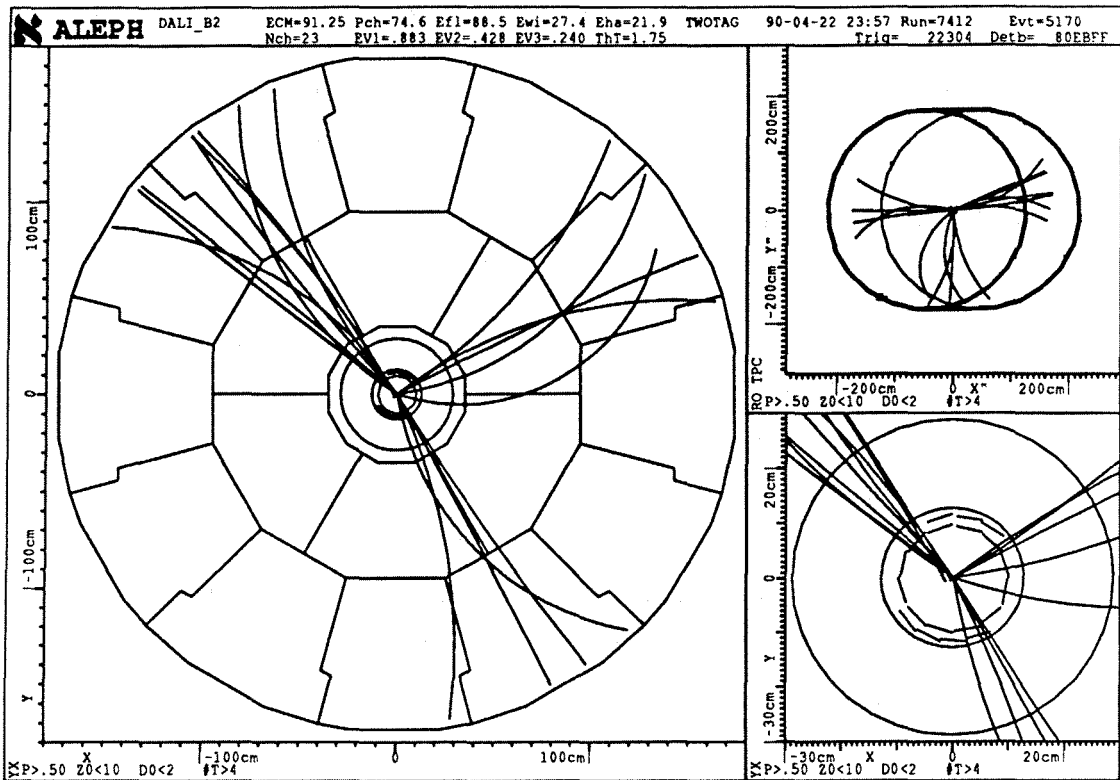 ALEPH DALI_B2 ECM=91.25 Pch=74.6 Efl=88.5 Ewi=27.4 Eha=21.9 TWOTAG 90-04-22 23:57 Run=7412 Evt=5170
Nch=23 EV1=.883 EV2=.428 EV3=.240 ThT=1.75 Trig= 22304 Detb= 80EBFF
100cm
0
-100cm
Y
-100cm 0 100cm
X
YX P>.50 Z0<10 D0<2 #T>4
200cm
0
Y"
-200cm
-200cm 0 X" 200cm
RO TPC
P>.50 Z0<10 D0<2 #T>4
20cm
0
Y
-30cm
-30cm X 0 20cm
YX P>.50 Z0<10 D0<2 #T>4